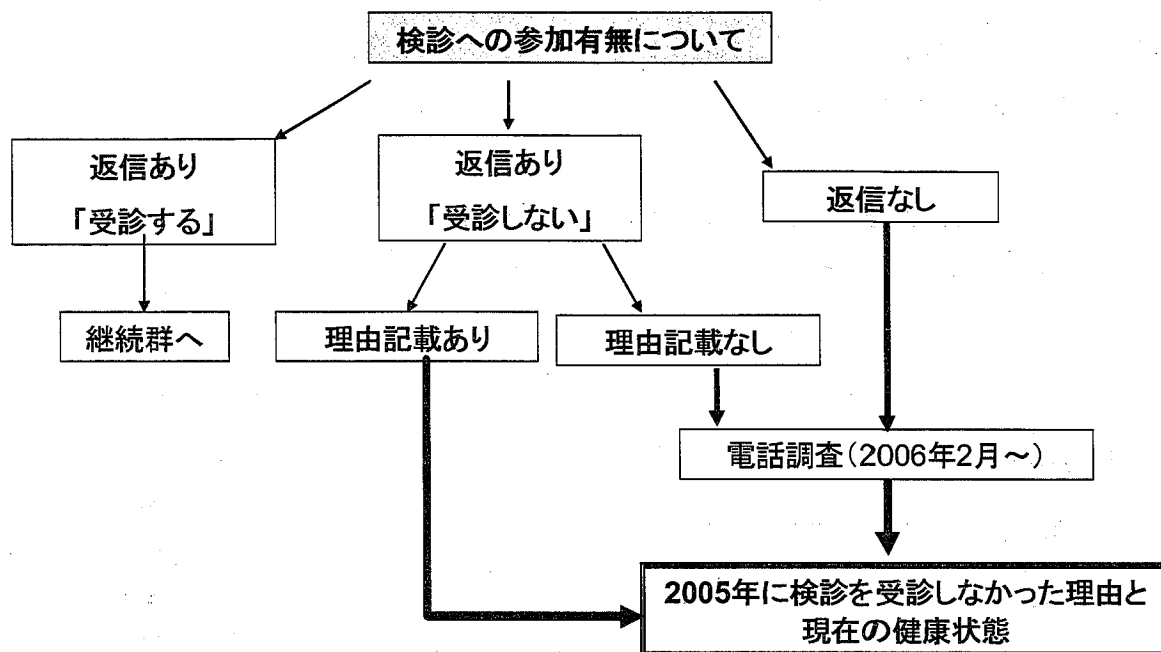 検診への参加有無について
返信あり
「受診する」
返信あり
「受診しない」
返信なし
継続群へ
理由記載あり
理由記載なし
電話調査(2006年2月～)
2005年に検診を受診しなかった理由と
現在の健康状態